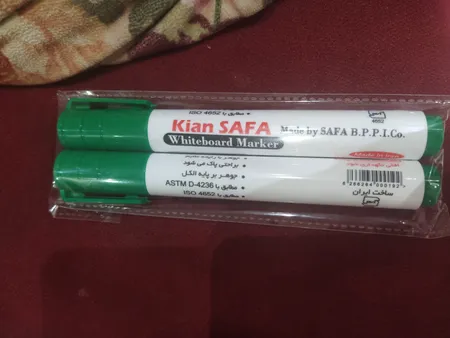 مطابق با ISO 4652
Kian SAFA
Whiteboard Marker
Made by SAFA B.P.P.I.Co.
براحتی پاک می شود
جوهر بر پایه الکل
مطابق با ASTM D-4236
مطابق با ISO 4652
ساخت ایران